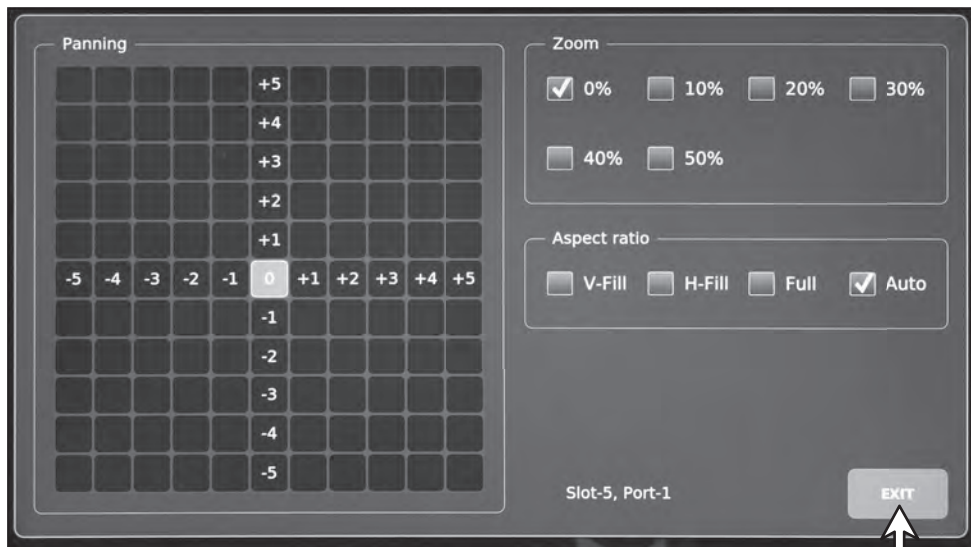 Panning
+5
+4
+3
+2
+1
-5 -4 -3 -2 -1 0 +1 +2 +3 +4 +5
-1
-2
-3
-4
-5
Zoom
0% 10% 20% 30%
40% 50%
Aspect ratio
V-Fill H-Fill Full Auto
Slot-5, Port-1
EXIT